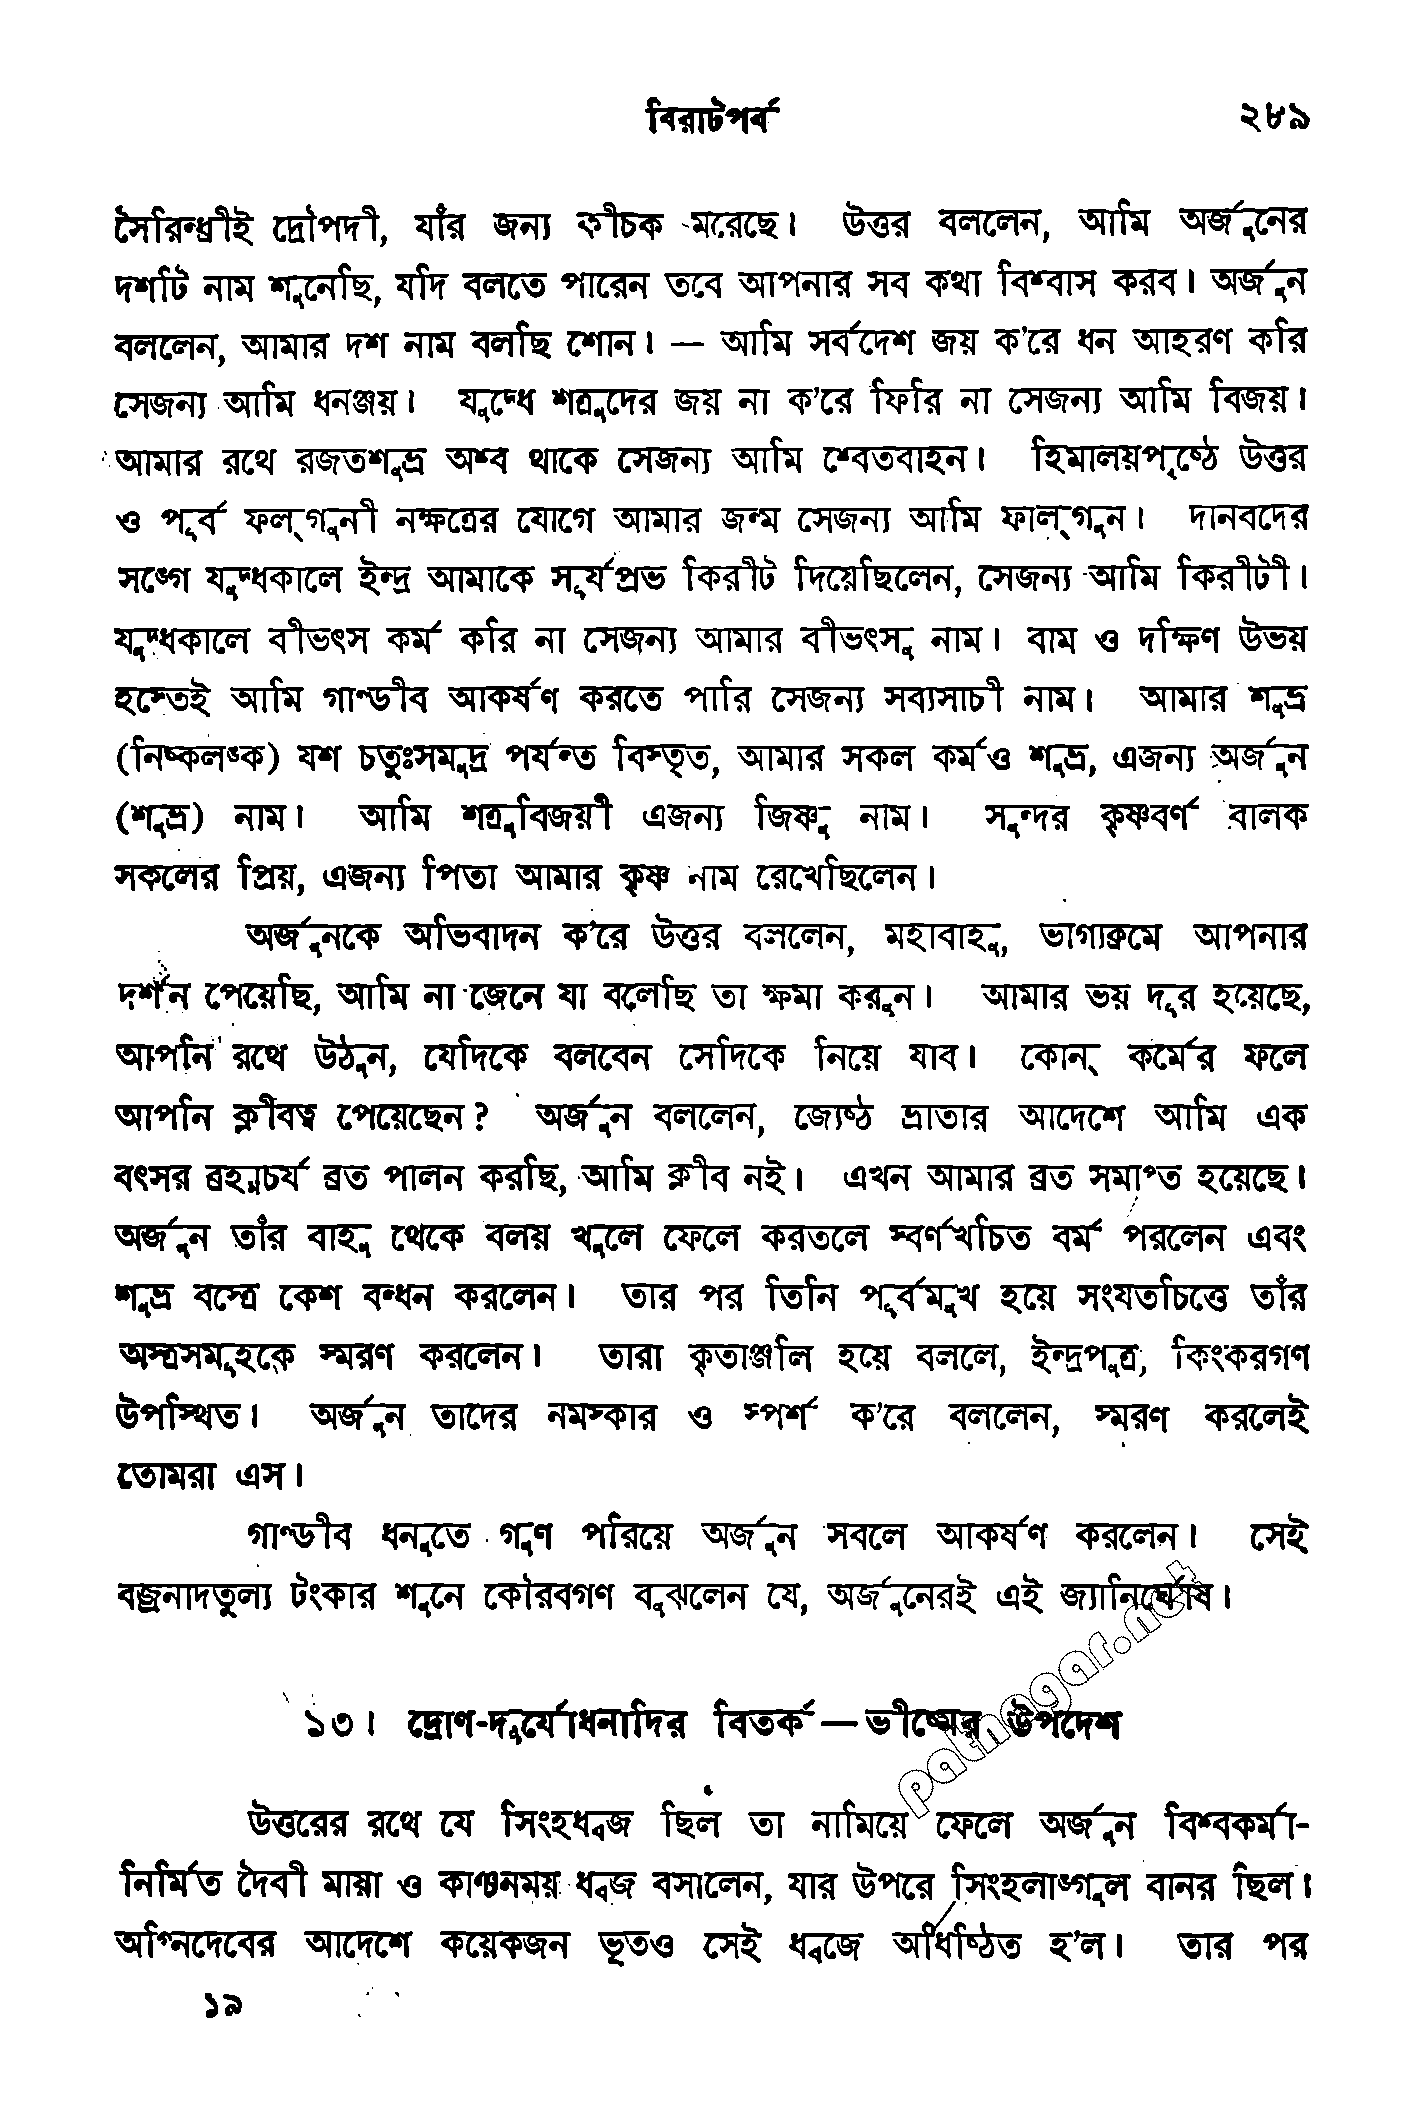 বিরাটপর্ব ২৮৯
সৈরিন্ধ্রীই দ্রৌপদী, যাঁর জন্য কীচক মরেছে। উত্তর বললেন, আমি অর্জুনের
দশটি নাম শুনেছি, যদি বলতে পারেন তবে আপনার সব কথা বিশ্বাস করব। অর্জুন
বললেন, আমার দশ নাম বলছি শোন। — আমি সর্বদেশ জয় ক'রে ধন আহরণ করি
সেজন্য আমি ধনঞ্জয়। যুদ্ধে শত্রুদের জয় না ক'রে ফিরি না সেজন্য আমি বিজয়।
আমার রথে রজতশুভ্র অশ্ব থাকে সেজন্য আমি শ্বেতবাহন। হিমালয়পৃষ্ঠে উত্তর
ও পূর্ব ফল্‌গুনী নক্ষত্রের যোগে আমার জন্ম সেজন্য আমি ফাল্‌গুন। দানবদের
সঙ্গে যুদ্ধকালে ইন্দ্র আমাকে সূর্যপ্রভ কিরীট দিয়েছিলেন, সেজন্য আমি কিরীটী।
যুদ্ধকালে বীভৎস কর্ম করি না সেজন্য আমার বীভৎসু নাম। বাম ও দক্ষিণ উভয়
হস্তেই আমি গাণ্ডীব আকর্ষণ করতে পারি সেজন্য সব্যসাচী নাম। আমার শুভ্র
(নিষ্কলঙ্ক) যশ চতুঃসমুদ্র পর্যন্ত বিস্তৃত, আমার সকল কর্মও শুভ্র, এজন্য অর্জুন
(শুভ্র) নাম। আমি শত্রুবিজয়ী এজন্য জিষ্ণু নাম। সুন্দর কৃষ্ণবর্ণ বালক
সকলের প্রিয়, এজন্য পিতা আমার কৃষ্ণ নাম রেখেছিলেন।
অর্জুনকে অভিবাদন ক'রে উত্তর বললেন, মহাবাহু, ভাগ্যক্রমে আপনার
দর্শন পেয়েছি, আমি না জেনে যা বলেছি তা ক্ষমা করুন। আমার ভয় দূর হয়েছে,
আপনি রথে উঠুন, যেদিকে বলবেন সেদিকে নিয়ে যাব। কোন্‌ কর্মের ফলে
আপনি ক্লীবত্ব পেয়েছেন? অর্জুন বললেন, জ্যেষ্ঠ ভ্রাতার আদেশে আমি এক
বৎসর ব্রহ্মচর্য ব্রত পালন করছি, আমি ক্লীব নই। এখন আমার ব্রত সমাপ্ত হয়েছে।
অর্জুন তাঁর বাহু থেকে বলয় খুলে ফেলে করতলে স্বর্ণখচিত বর্ম পরলেন এবং
শুভ্র বস্ত্রে কেশ বন্ধন করলেন। তার পর তিনি পূর্বমুখ হয়ে সংযতচিত্তে তাঁর
অস্ত্রসমূহকে স্মরণ করলেন। তারা কৃতাঞ্জলি হয়ে বললে, ইন্দ্রপুত্র, কিংকরগণ
উপস্থিত। অর্জুন তাদের নমস্কার ও স্পর্শ ক'রে বললেন, স্মরণ করলেই
তোমরা এস।
গাণ্ডীব ধনুতে গুণ পরিয়ে অর্জুন সবলে আকর্ষণ করলেন। সেই
বজ্রনাদতুল্য টংকার শুনে কৌরবগণ বুঝলেন যে, অর্জুনেরই এই জ্যানির্ঘোষ।
১৩। দ্রোণ-দুর্যোধনাদির বিতর্ক—ভীষ্মের উপদেশ
উত্তরের রথে যে সিংহধ্বজ ছিল তা নামিয়ে ফেলে অর্জুন বিশ্বকর্মা-
নির্মিত দৈবী মায়া ও কাঞ্চনময় ধ্বজ বসালেন, যার উপরে সিংহলাঙ্গুল বানর ছিল।
অগ্নিদেবের আদেশে কয়েকজন ভূতও সেই ধ্বজে অধিষ্ঠিত হ'ল। তার পর
১৯
pathagar.net